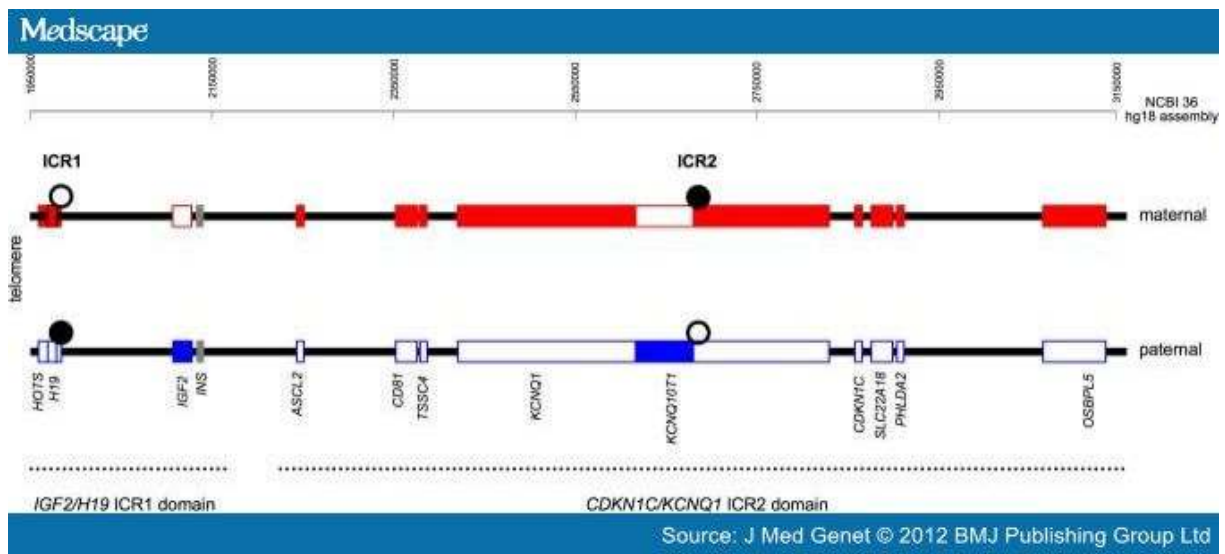 Medscape
1950000
2150000
2350000
2550000
2750000
2950000
3150000
NCBI 36
hg18 assembly
ICR1
ICR2
maternal
telomere
paternal
HOTS
H19
IGF2
INS
ASCL2
CD81
TSSC4
KCNQ1
KCNQ1OT1
CDKN1C
SLC22A18
PHLDA2
OSBPL5
IGF2/H19 ICR1 domain
CDKN1C/KCNQ1 ICR2 domain
Source: J Med Genet © 2012 BMJ Publishing Group Ltd